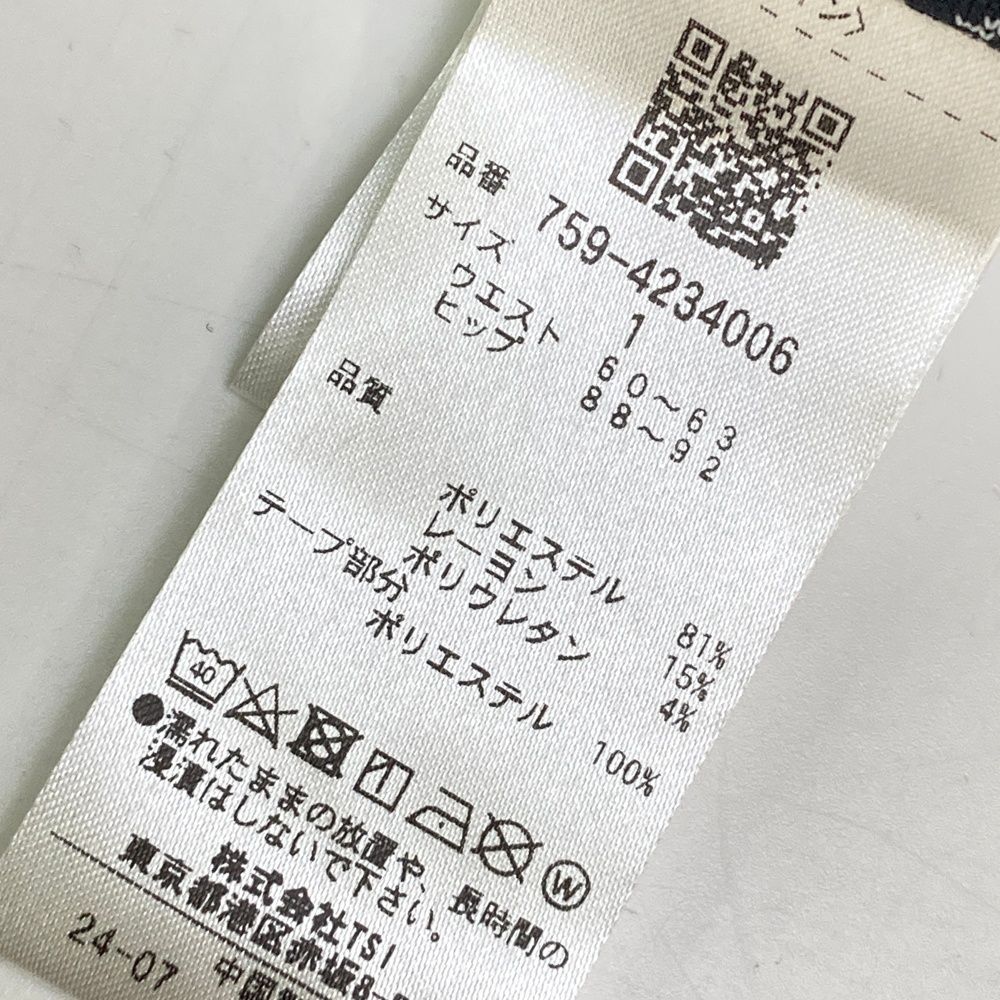 品番 759-4234006
サイズ 1
ウエスト 60～63
ヒップ 88～92
品質
ポリエステル 81%
レーヨン 15%
ポリウレタン 4%
テープ部分
ポリエステル 100%
40
W
●濡れたままの放置や、長時間の
浸漬はしないで下さい。
株式会社TSI
東京都港区赤坂8-
24-07 中国